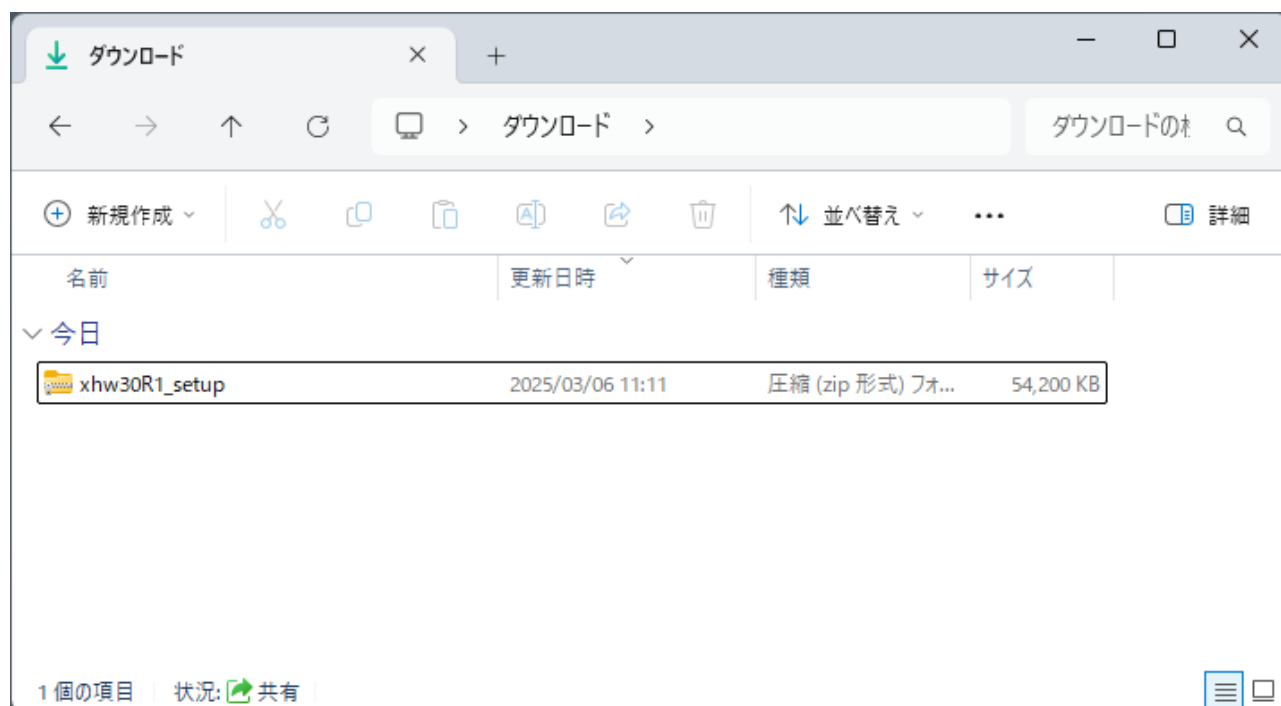 ダウンロード
ダウンロード
ダウンロードの
新規作成
並べ替え
詳細
名前 更新日時 種類 サイズ
今日
xhw30R1_setup 2025/03/06 11:11 圧縮 (zip 形式) フォ... 54,200 KB
1 個の項目 状況: 共有